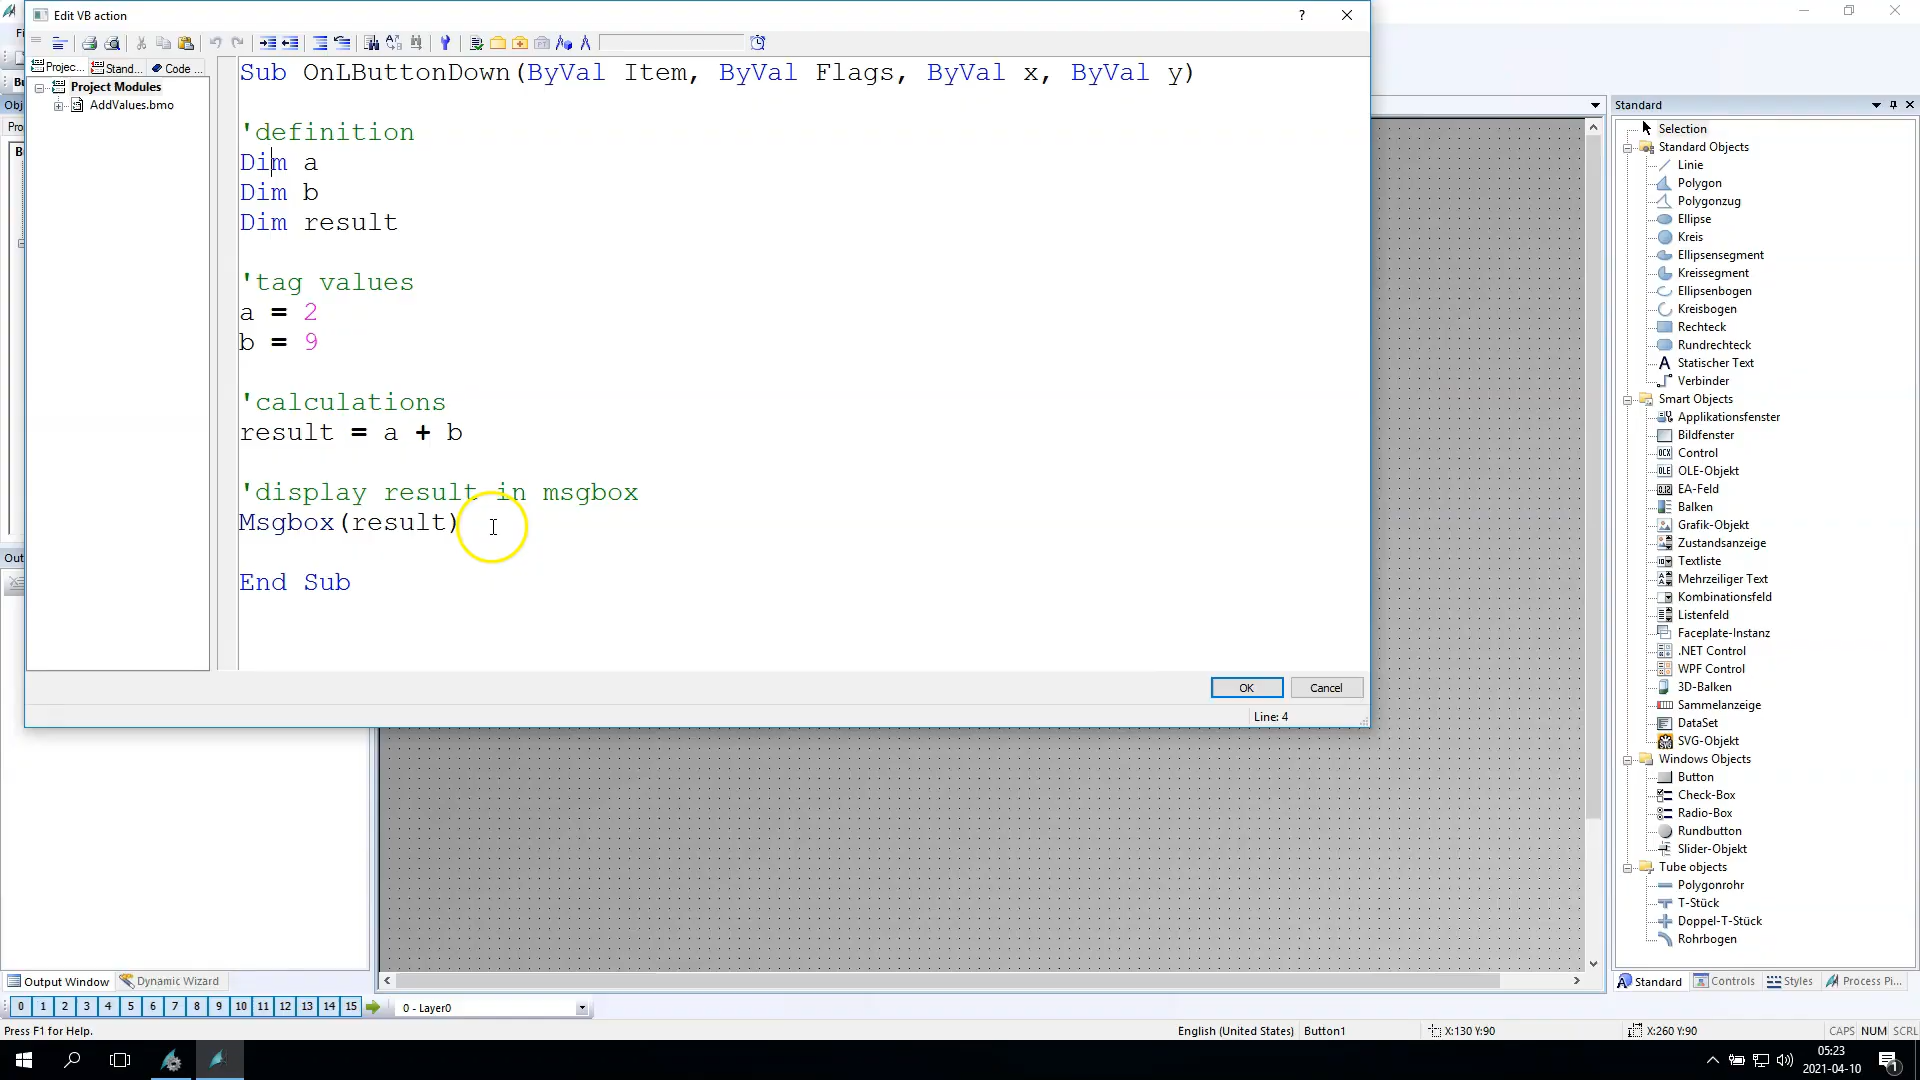 Edit VB action
?
Projec...
Stand...
Code ...
Project Modules
AddValues.bmo
Sub OnLButtonDown(ByVal Item, ByVal Flags, ByVal x, ByVal y)
'definition
Dim a
Dim b
Dim result
'tag values
a = 2
b = 9
'calculations
result = a + b
'display result in msgbox
Msgbox(result)
End Sub
OK
Cancel
Line: 4
Standard
Selection
Standard Objects
Linie
Polygon
Polygonzug
Ellipse
Kreis
Ellipsensegment
Kreissegment
Ellipsenbogen
Kreisbogen
Rechteck
Rundrechteck
Statischer Text
Verbinder
Smart Objects
Applikationsfenster
Bildfenster
Control
OLE-Objekt
EA-Feld
Balken
Grafik-Objekt
Zustandsanzeige
Textliste
Mehrzeiliger Text
Kombinationsfeld
Listenfeld
Faceplate-Instanz
.NET Control
WPF Control
3D-Balken
Sammelanzeige
DataSet
SVG-Objekt
Windows Objects
Button
Check-Box
Radio-Box
Rundbutton
Slider-Objekt
Tube objects
Polygonrohr
T-Stück
Doppel-T-Stück
Rohrbogen
Output Window
Dynamic Wizard
Standard
Controls
Styles
Process Pi...
0 1 2 3 4 5 6 7 8 9 10 11 12 13 14 15
0 - Layer0
Press F1 for Help.
English (United States)
Button1
X:130 Y:90
X:260 Y:90
CAPS NUM SCRL
05:23
2021-04-10
1